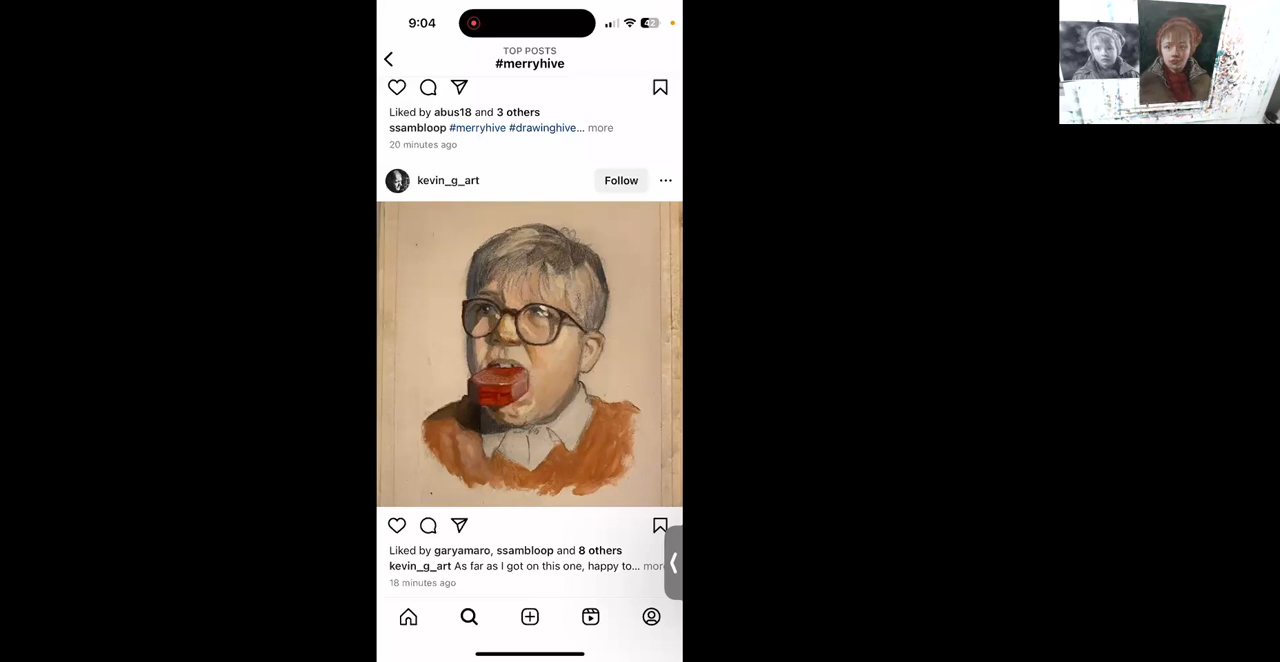 9:04
42
TOP POSTS
#merryhive
Liked by abus18 and 3 others
ssambloop #merryhive #drawinghive... more
20 minutes ago
kevin_g_art
Follow
Liked by garyamaro, ssambloop and 8 others
kevin_g_art As far as I got on this one, happy to... mor
18 minutes ago